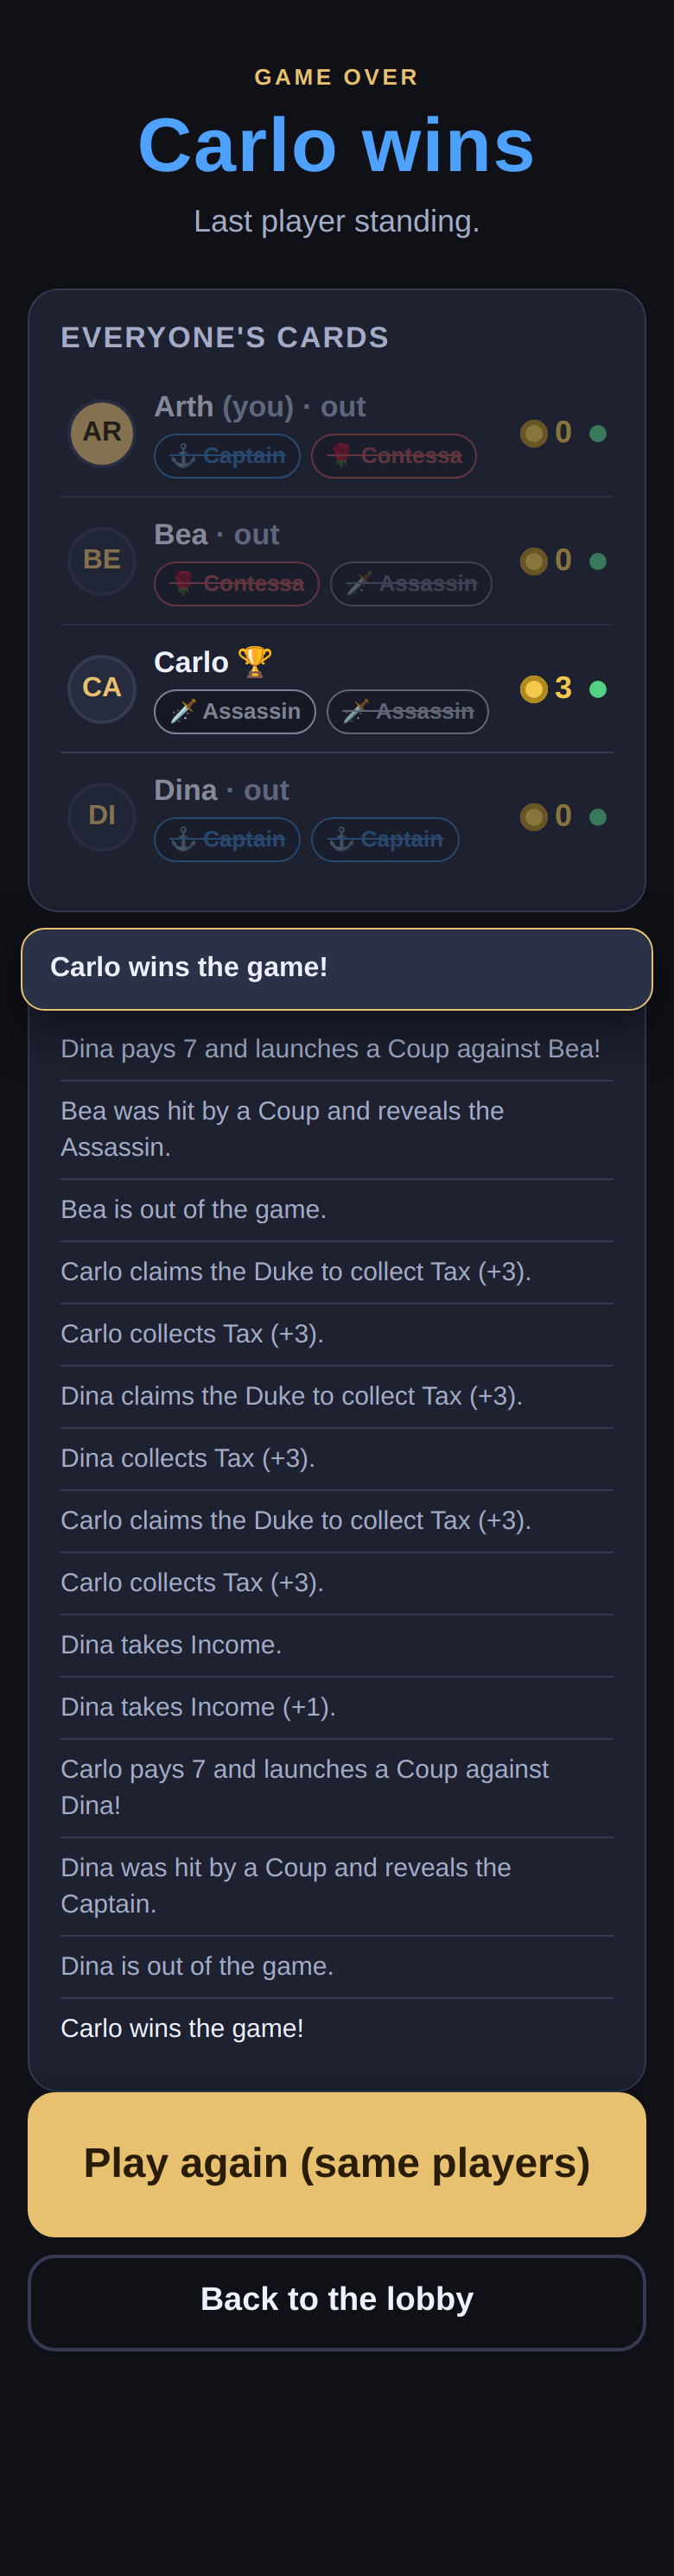 GAME OVER
Carlo wins
Last player standing.
EVERYONE'S CARDS
AR
Arth (you) · out
⚓ Captain
🌹 Contessa
0
BE
Bea · out
🌹 Contessa
🗡️ Assassin
0
CA
Carlo 🏆
🗡️ Assassin
🗡️ Assassin
3
DI
Dina · out
⚓ Captain
⚓ Captain
0
Carlo wins the game!
Dina pays 7 and launches a Coup against Bea!
Bea was hit by a Coup and reveals the
Assassin.
Bea is out of the game.
Carlo claims the Duke to collect Tax (+3).
Carlo collects Tax (+3).
Dina claims the Duke to collect Tax (+3).
Dina collects Tax (+3).
Carlo claims the Duke to collect Tax (+3).
Carlo collects Tax (+3).
Dina takes Income.
Dina takes Income (+1).
Carlo pays 7 and launches a Coup against
Dina!
Dina was hit by a Coup and reveals the
Captain.
Dina is out of the game.
Carlo wins the game!
Play again (same players)
Back to the lobby